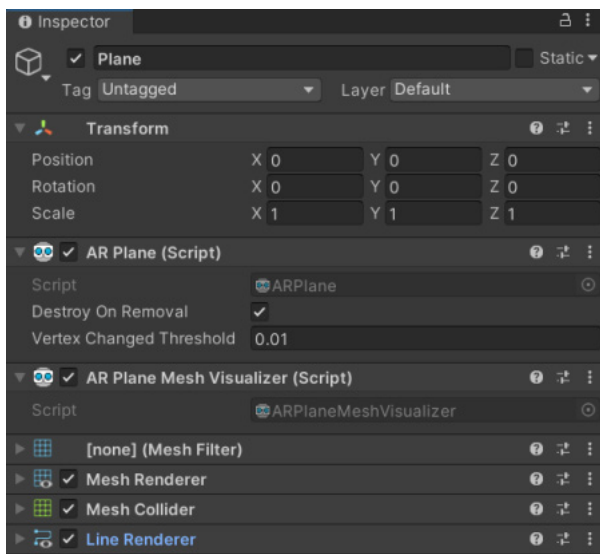 Inspector
Plane Static
Tag Untagged Layer Default
Transform
Position X 0 Y 0 Z 0
Rotation X 0 Y 0 Z 0
Scale X 1 Y 1 Z 1
AR Plane (Script)
Script ARPlane
Destroy On Removal
Vertex Changed Threshold 0.01
AR Plane Mesh Visualizer (Script)
Script ARPlaneMeshVisualizer
[none] (Mesh Filter)
Mesh Renderer
Mesh Collider
Line Renderer